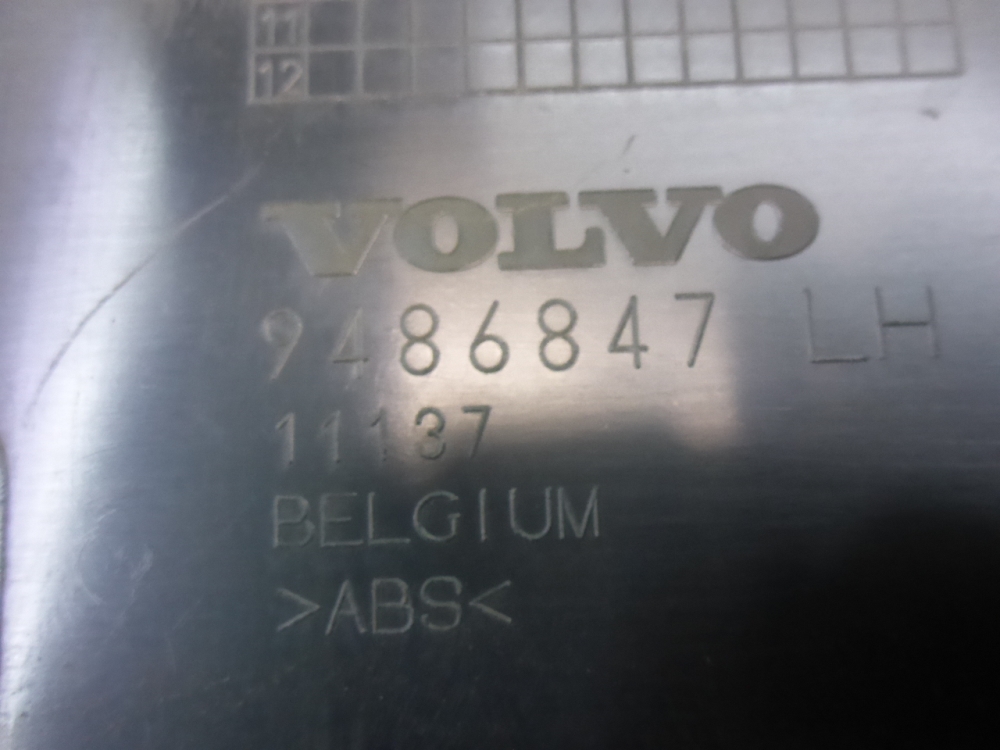 11
12
VOLVO
9486847 LH
11137
BELGIUM
>ABS<